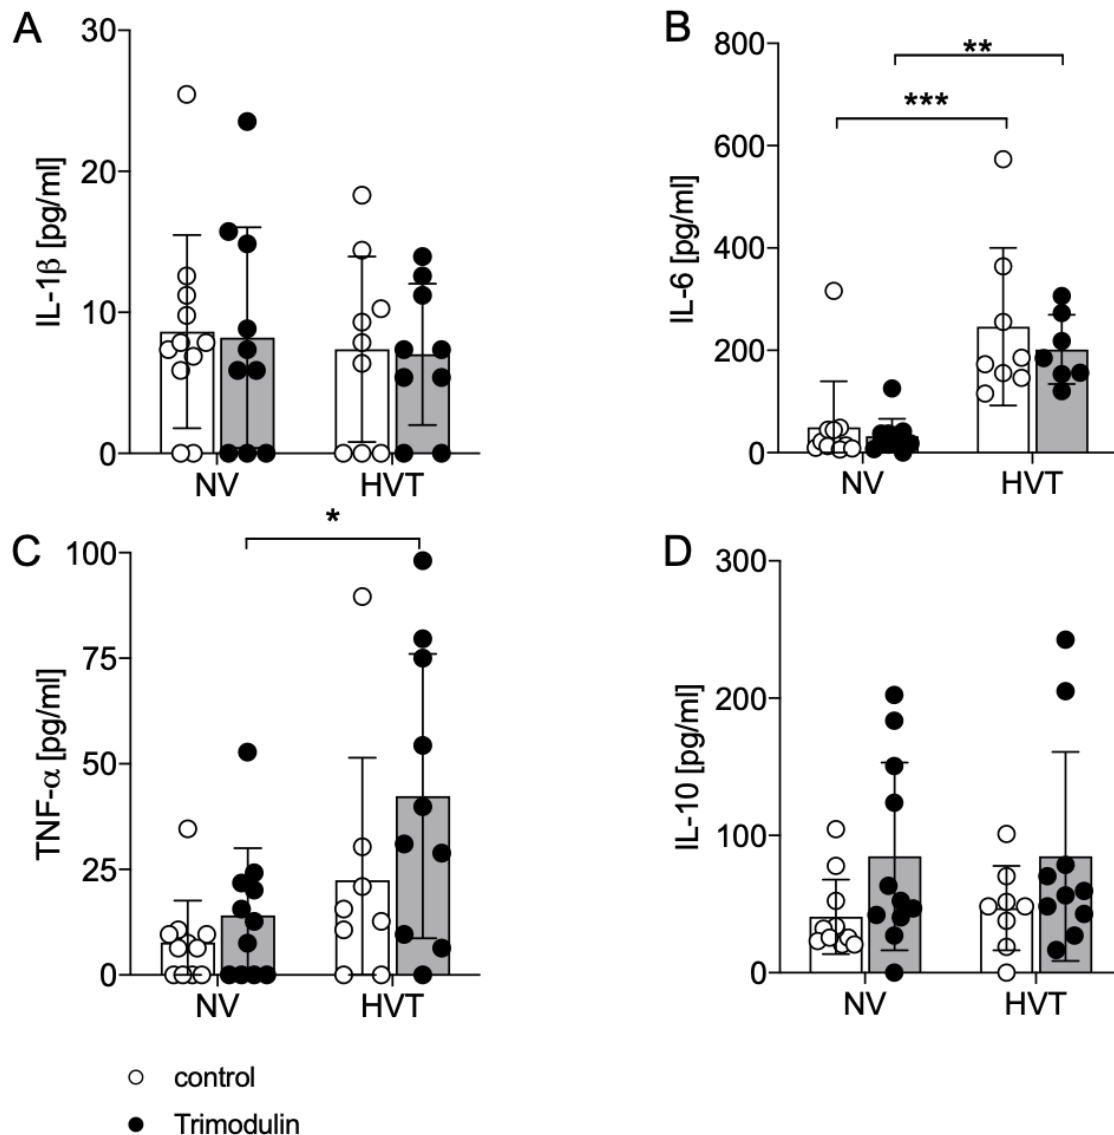 A
IL-1β [pg/ml]
30
20
10
0
NV
HVT
B
IL-6 [pg/ml]
800
600
400
200
0
**
***
NV
HVT
C
TNF-α [pg/ml]
100
75
50
25
0
*
NV
HVT
D
IL-10 [pg/ml]
300
200
100
0
NV
HVT
control
Trimodulin